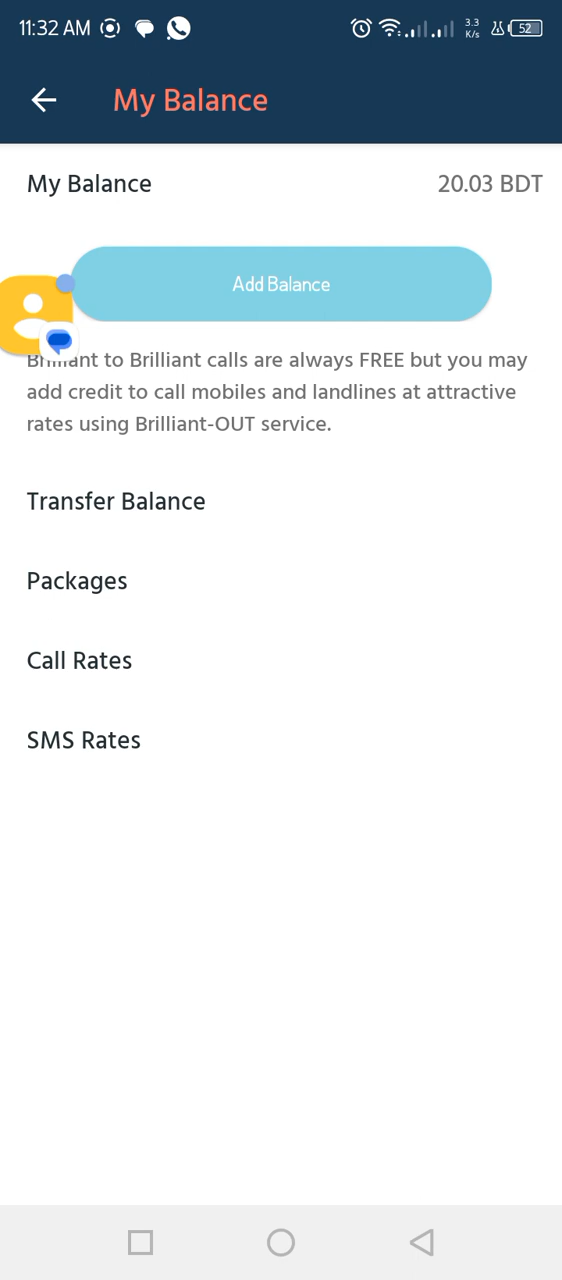 11:32 AM
3.3
K/s
52
My Balance
My Balance 20.03 BDT
Add Balance
Brilliant to Brilliant calls are always FREE but you may
add credit to call mobiles and landlines at attractive
rates using Brilliant-OUT service.
Transfer Balance
Packages
Call Rates
SMS Rates